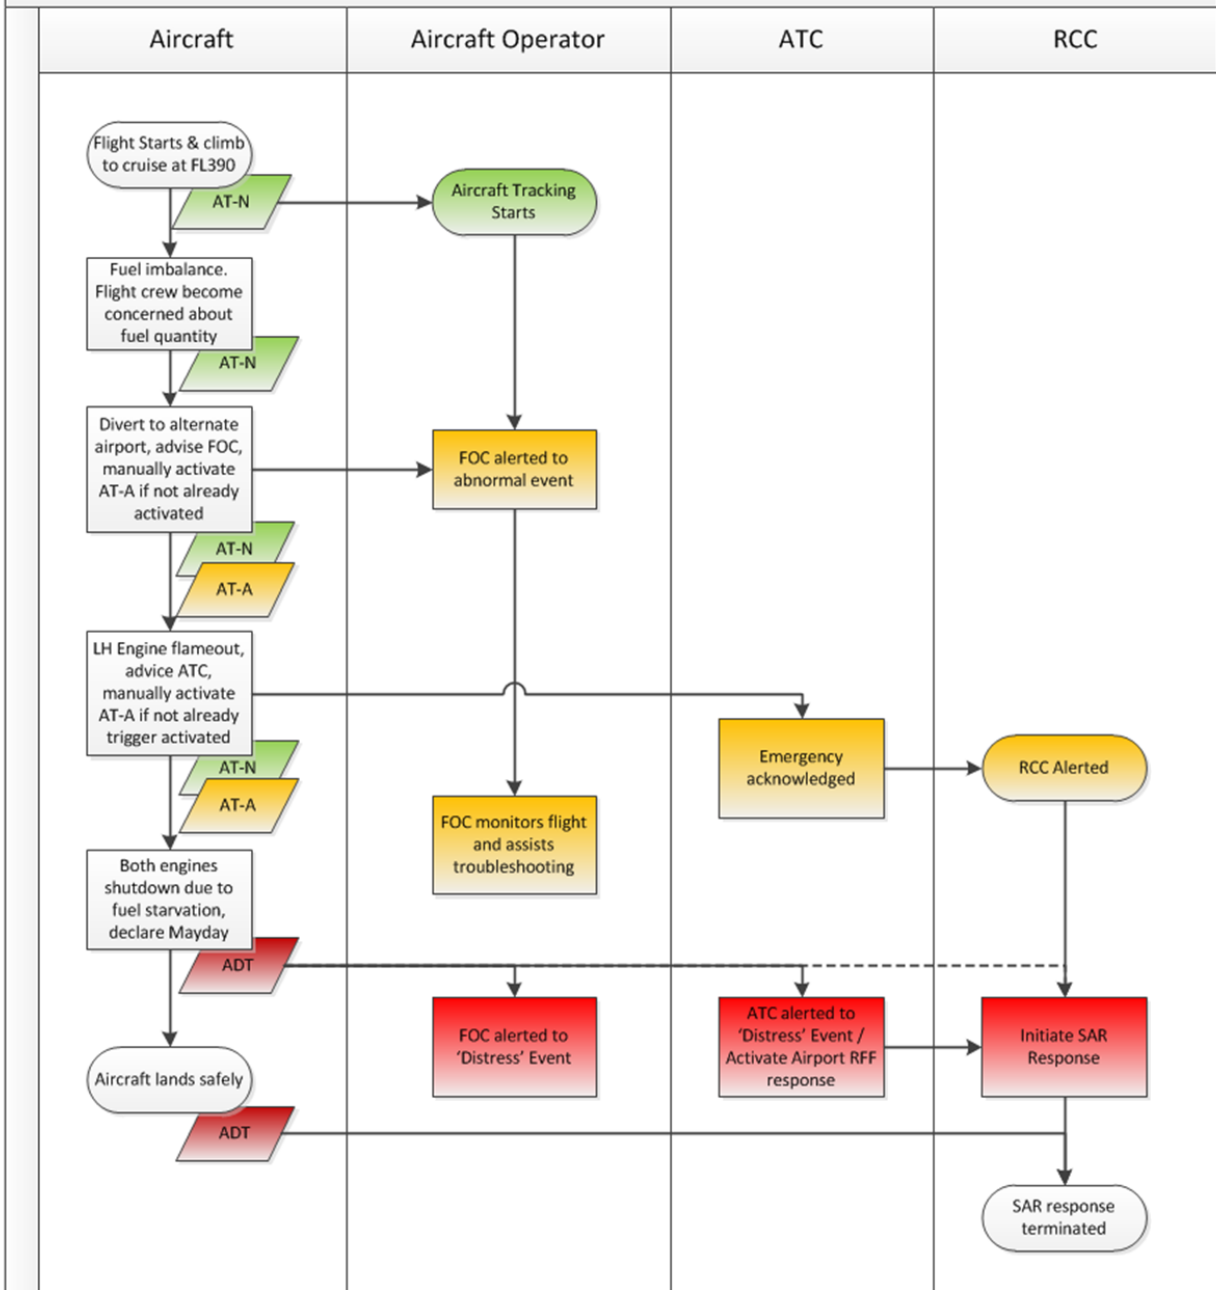 Aircraft
Aircraft Operator
ATC
RCC
Flight Starts & climb
to cruise at FL390
AT-N
Aircraft Tracking
Starts
Fuel imbalance.
Flight crew become
concerned about
fuel quantity
AT-N
Divert to alternate
airport, advise FOC,
manually activate
AT-A if not already
activated
FOC alerted to
abnormal event
AT-N
AT-A
LH Engine flameout,
advice ATC,
manually activate
AT-A if not already
trigger activated
Emergency
acknowledged
RCC Alerted
AT-N
AT-A
FOC monitors flight
and assists
troubleshooting
Both engines
shutdown due to
fuel starvation,
declare Mayday
ADT
FOC alerted to
‘Distress’ Event
ATC alerted to
‘Distress’ Event /
Activate Airport RFF
response
Initiate SAR
Response
Aircraft lands safely
ADT
SAR response
terminated